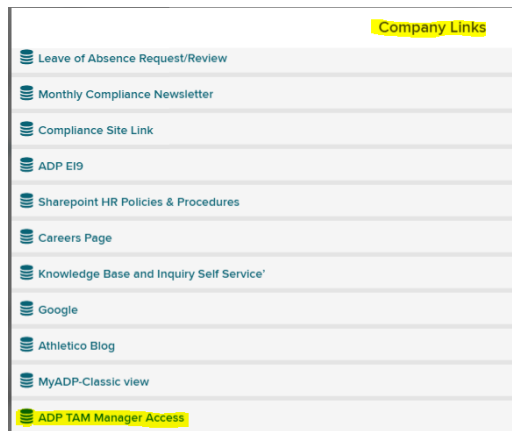 Company Links
Leave of Absence Request/Review
Monthly Compliance Newsletter
Compliance Site Link
ADP EI9
Sharepoint HR Policies & Procedures
Careers Page
Knowledge Base and Inquiry Self Service'
Google
Athletico Blog
MyADP-Classic view
ADP TAM Manager Access